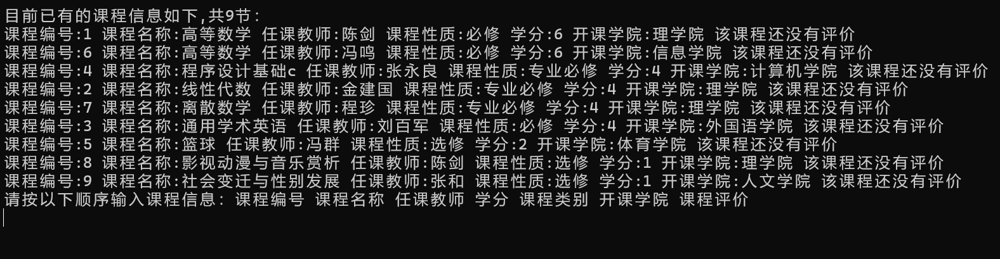 目前已有的课程信息如下,共9节:
课程编号:1 课程名称:高等数学 任课教师:陈剑 课程性质:必修 学分:6 开课学院:理学院 该课程还没有评价
课程编号:6 课程名称:高等数学 任课教师:冯鸣 课程性质:必修 学分:6 开课学院:信息学院 该课程还没有评价
课程编号:4 课程名称:程序设计基础c 任课教师:张永良 课程性质:专业必修 学分:4 开课学院:计算机学院 该课程还没有评价
课程编号:2 课程名称:线性代数 任课教师:金建国 课程性质:专业必修 学分:4 开课学院:理学院 该课程还没有评价
课程编号:7 课程名称:离散数学 任课教师:程珍 课程性质:专业必修 学分:4 开课学院:理学院 该课程还没有评价
课程编号:3 课程名称:通用学术英语 任课教师:刘百军 课程性质:必修 学分:4 开课学院:外国语学院 该课程还没有评价
课程编号:5 课程名称:篮球 任课教师:冯群 课程性质:选修 学分:2 开课学院:体育学院 该课程还没有评价
课程编号:8 课程名称:影视动漫与音乐赏析 任课教师:陈剑 课程性质:选修 学分:1 开课学院:理学院 该课程还没有评价
课程编号:9 课程名称:社会变迁与性别发展 任课教师:张和 课程性质:选修 学分:1 开课学院:人文学院 该课程还没有评价
请按以下顺序输入课程信息: 课程编号 课程名称 任课教师 学分 课程类别 开课学院 课程评价